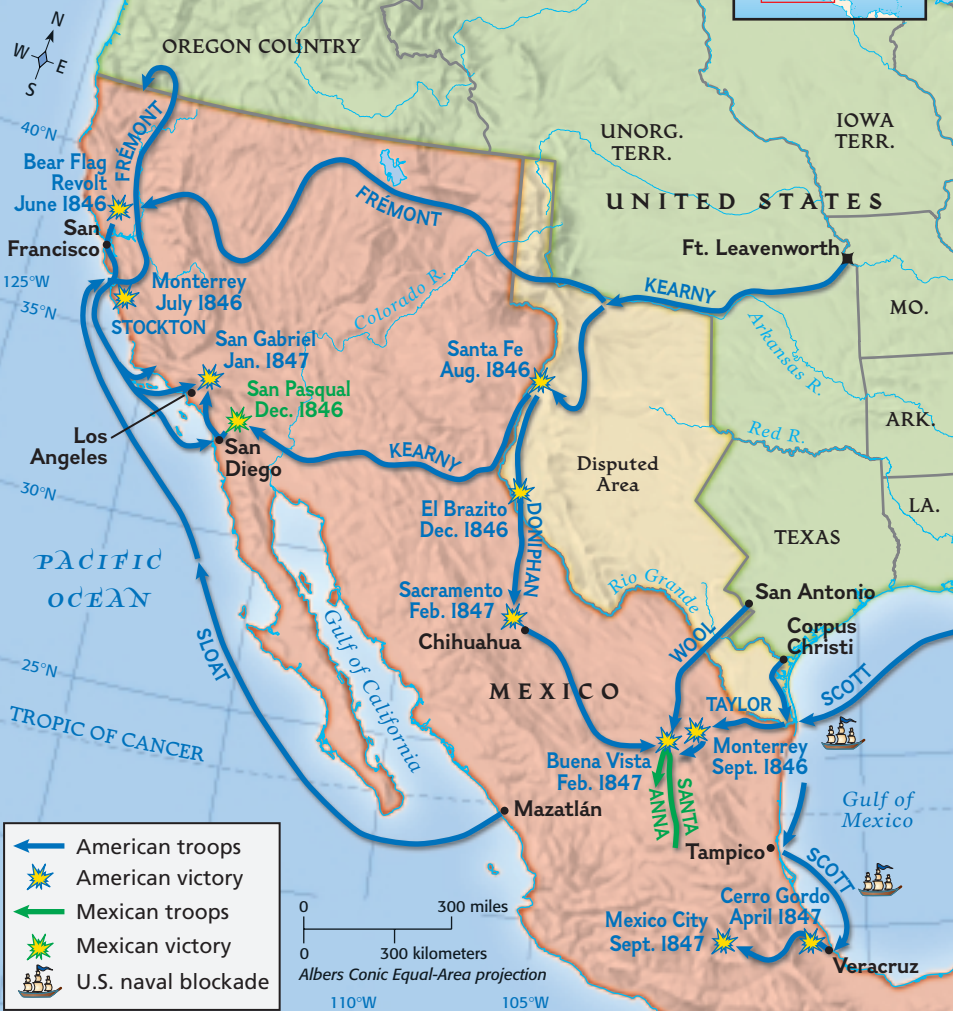 N
W
E
S
OREGON COUNTRY
40°N
FRÉMONT
Bear Flag
Revolt
June 1846
San
Francisco
125°W
35°N
Monterrey
July 1846
STOCKTON
FRÉMONT
UNORG.
TERR.
IOWA
TERR.
UNITED STATES
Ft. Leavenworth
KEARNY
MO.
Colorado R.
Arkansas R.
San Gabriel
Jan. 1847
San Pasqual
Dec. 1846
Santa Fe
Aug. 1846
ARK.
Red R.
Los
Angeles
San
Diego
KEARNY
Disputed
Area
LA.
30°N
El Brazito
Dec. 1846
DONIPHAN
TEXAS
PACIFIC
OCEAN
Sacramento
Feb. 1847
Chihuahua
Rio Grande
San Antonio
Corpus
Christi
WOOL
SLOAT
Gulf of California
MEXICO
25°N
TAYLOR
SCOTT
TROPIC OF CANCER
Buena Vista
Feb. 1847
Monterrey
Sept. 1846
SANTA
ANNA
Mazatlán
Gulf of
Mexico
Tampico
SCOTT
Cerro Gordo
April 1847
Mexico City
Sept. 1847
Veracruz
American troops
American victory
Mexican troops
Mexican victory
U.S. naval blockade
0 300 miles
0 300 kilometers
Albers Conic Equal-Area projection
110°W
105°W